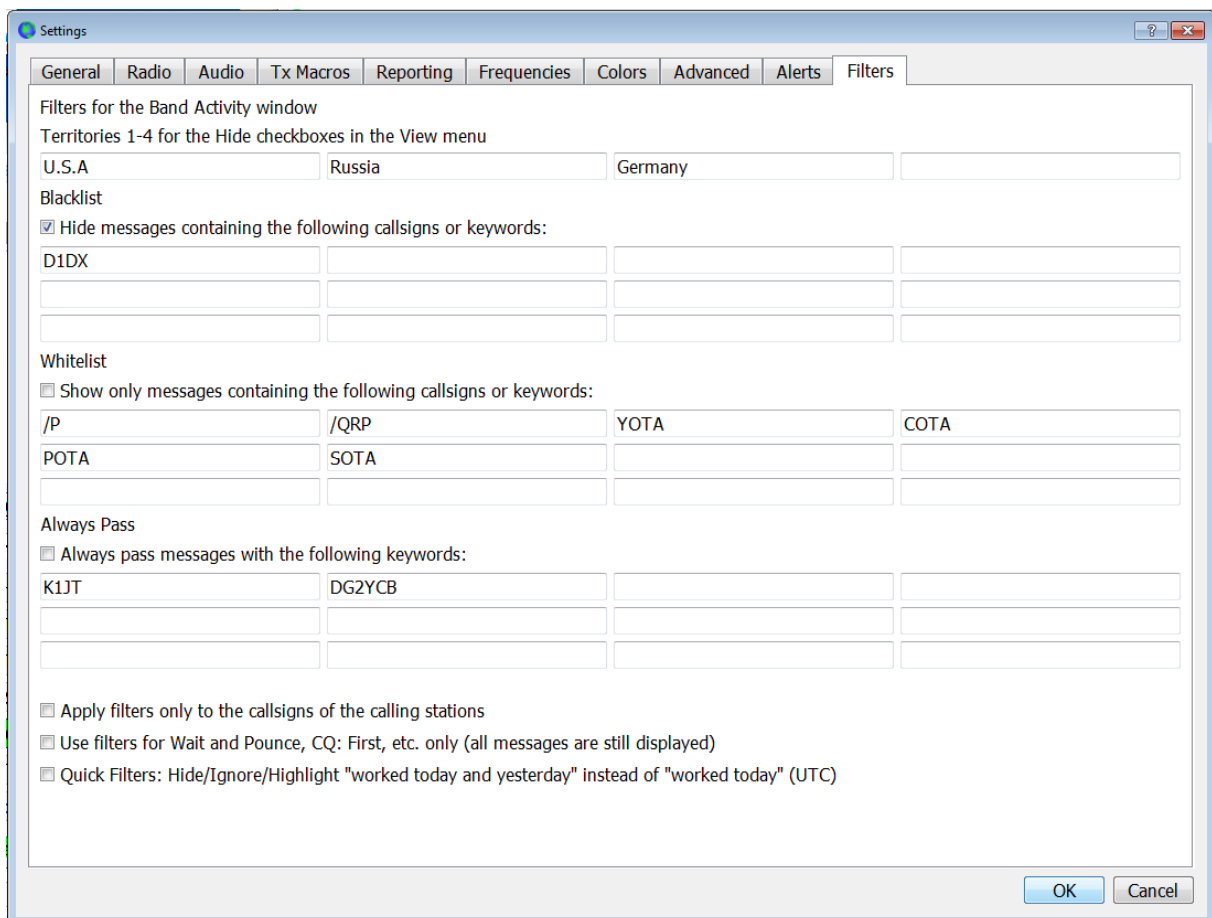 Settings
General Radio Audio Tx Macros Reporting Frequencies Colors Advanced Alerts Filters
Filters for the Band Activity window
Territories 1-4 for the Hide checkboxes in the View menu
U.S.A Russia Germany
Blacklist
Hide messages containing the following callsigns or keywords:
D1DX
Whitelist
Show only messages containing the following callsigns or keywords:
/P /QRP YOTA COTA
POTA SOTA
Always Pass
Always pass messages with the following keywords:
K1JT DG2YCB
Apply filters only to the callsigns of the calling stations
Use filters for Wait and Pounce, CQ: First, etc. only (all messages are still displayed)
Quick Filters: Hide/Ignore/Highlight "worked today and yesterday" instead of "worked today" (UTC)
OK Cancel